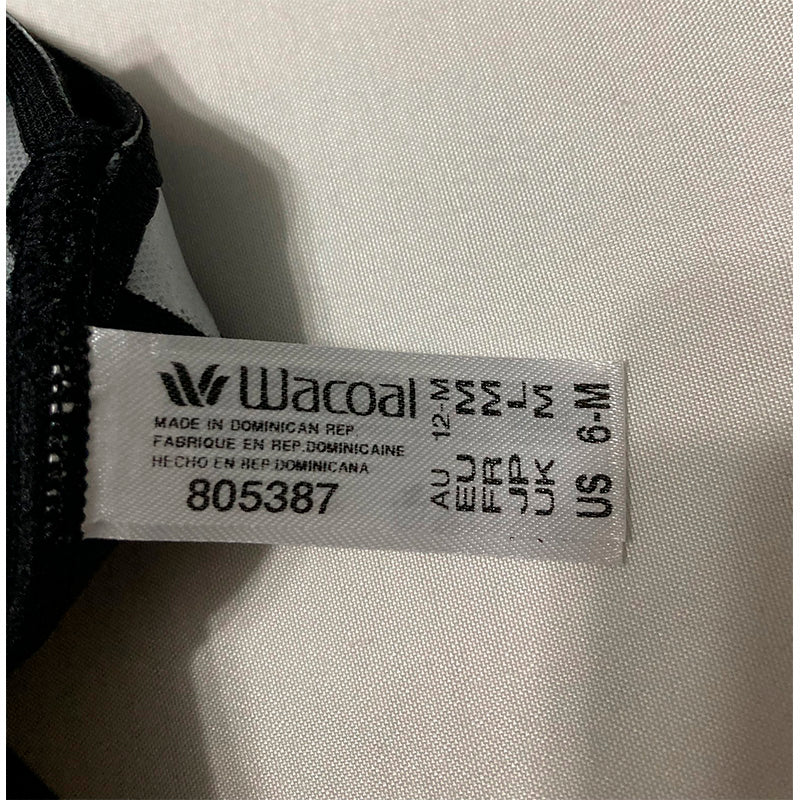 Wacoal
MADE IN DOMINICAN REP.
FABRIQUE EN REP.DOMINICAINE
HECHO EN REP.DOMINICANA
805387
AU 12-M
EU M
FR M
JP L
UK M
US 6-M